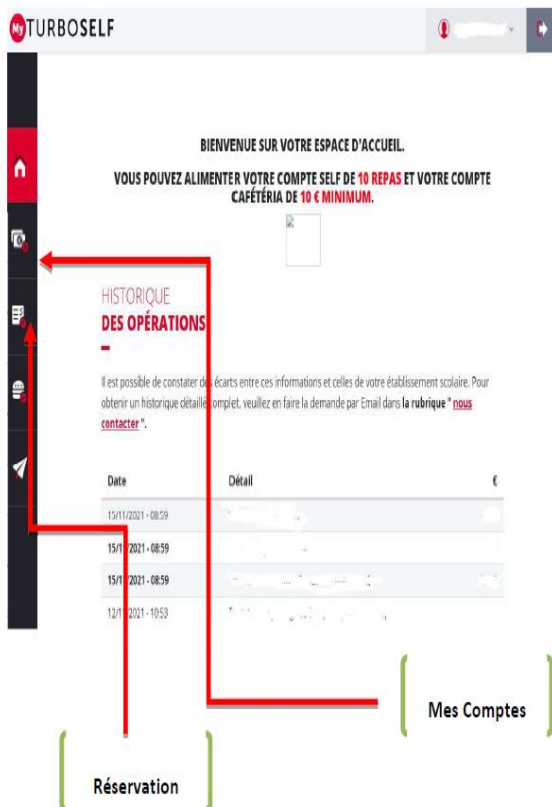 My TURBOSELF
BIENVENUE SUR VOTRE ESPACE D'ACCUEIL.
VOUS POUVEZ ALIMENTER VOTRE COMPTE SELF DE 10 REPAS ET VOTRE COMPTE
CAFÉTÉRIA DE 10 € MINIMUM.
HISTORIQUE
DES OPÉRATIONS
Il est possible de constater des écarts entre ces informations et celles de votre établissement scolaire. Pour
obtenir un historique détaillé complet, veuillez en faire la demande par Email dans la rubrique " nous
contacter ".
Date Détail €
15/11/2021 - 08:59
15/11/2021 - 08:59
15/11/2021 - 08:59
12/11/2021 - 10:53
Mes Comptes
Réservation